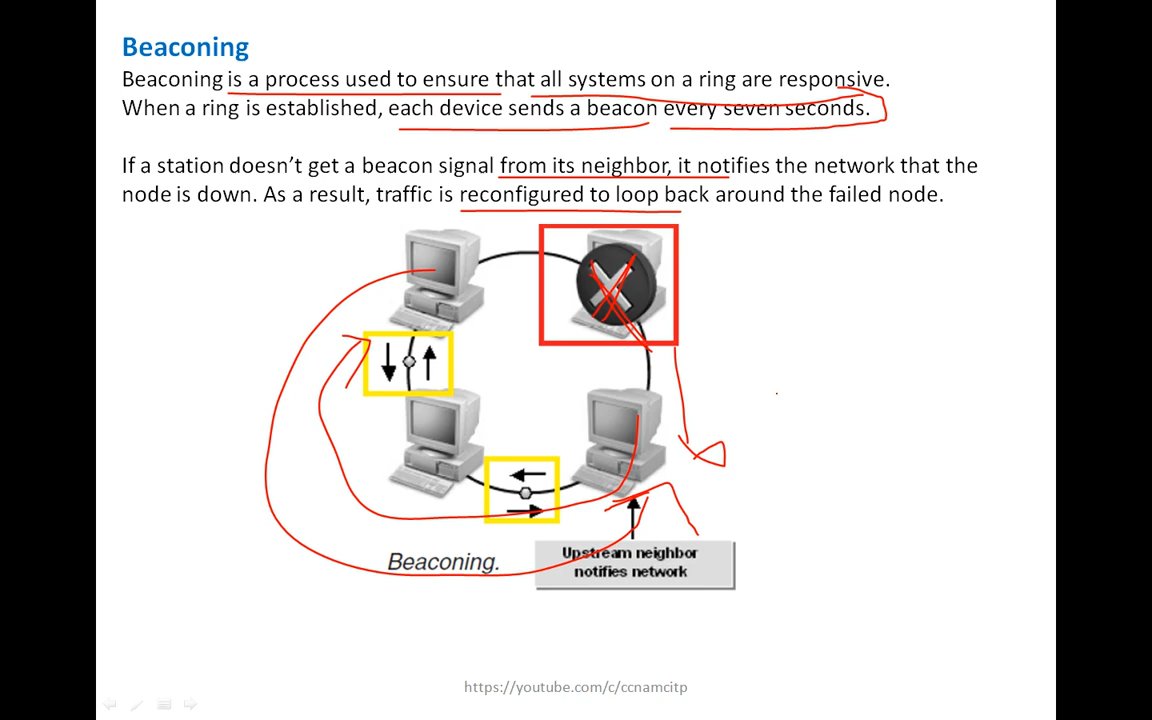 Beaconing
Beaconing is a process used to ensure that all systems on a ring are responsive.
When a ring is established, each device sends a beacon every seven seconds.
If a station doesn’t get a beacon signal from its neighbor, it notifies the network that the
node is down. As a result, traffic is reconfigured to loop back around the failed node.
Beaconing.
Upstream neighbor
notifies network
https://youtube.com/c/ccnamcitp